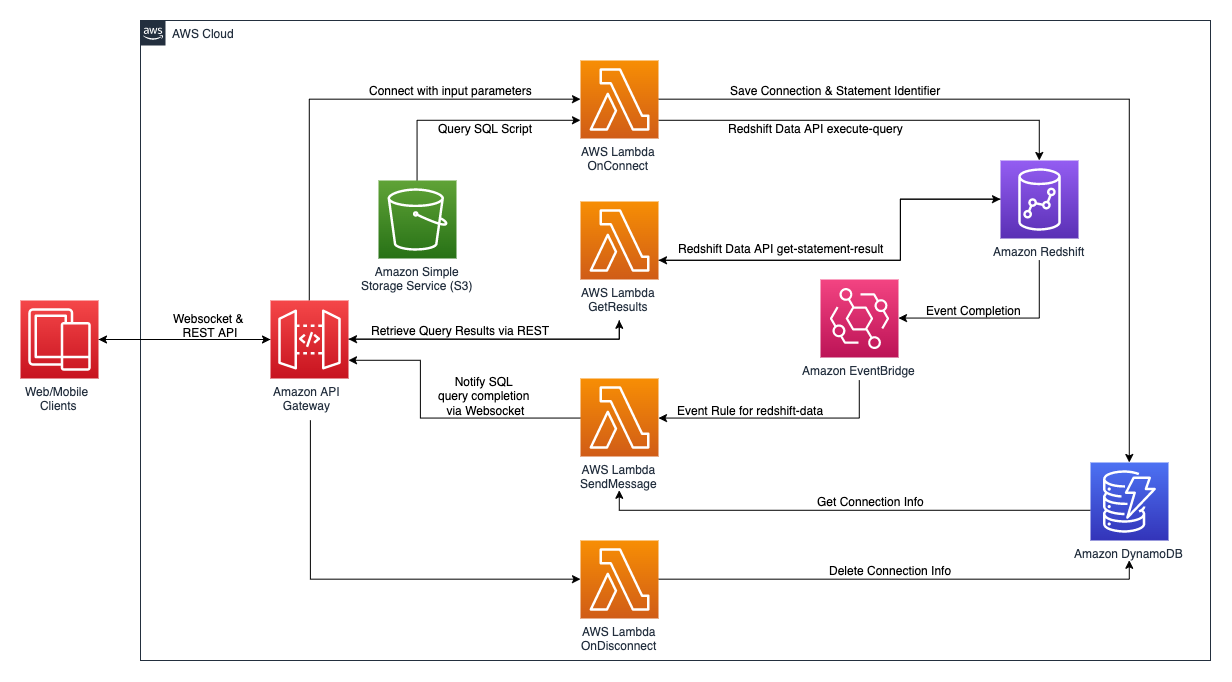 aws
AWS Cloud
Connect with input parameters
Save Connection & Statement Identifier
Query SQL Script
Redshift Data API execute-query
AWS Lambda
OnConnect
Amazon Simple
Storage Service (S3)
Redshift Data API get-statement-result
Amazon Redshift
AWS Lambda
GetResults
Event Completion
Websocket &
REST API
Retrieve Query Results via REST
Amazon EventBridge
Web/Mobile
Clients
Amazon API
Gateway
Notify SQL
query completion
via Websocket
Event Rule for redshift-data
AWS Lambda
SendMessage
Get Connection Info
Amazon DynamoDB
Delete Connection Info
AWS Lambda
OnDisconnect